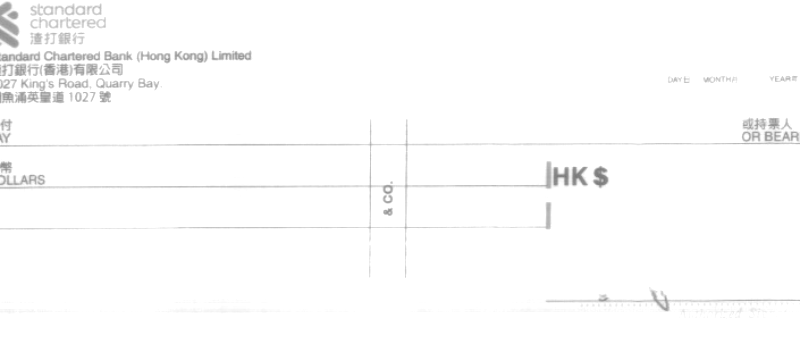 standard
chartered
渣打銀行
tandard Chartered Bank (Hong Kong) Limited
打銀行(香港)有限公司
027 King's Road, Quarry Bay.
魚涌英皇道 1027 號
DAY日 MONTH月 YEAR年
付
AY
或持票人
OR BEAR
幣
OLLARS
HK $
& CO.